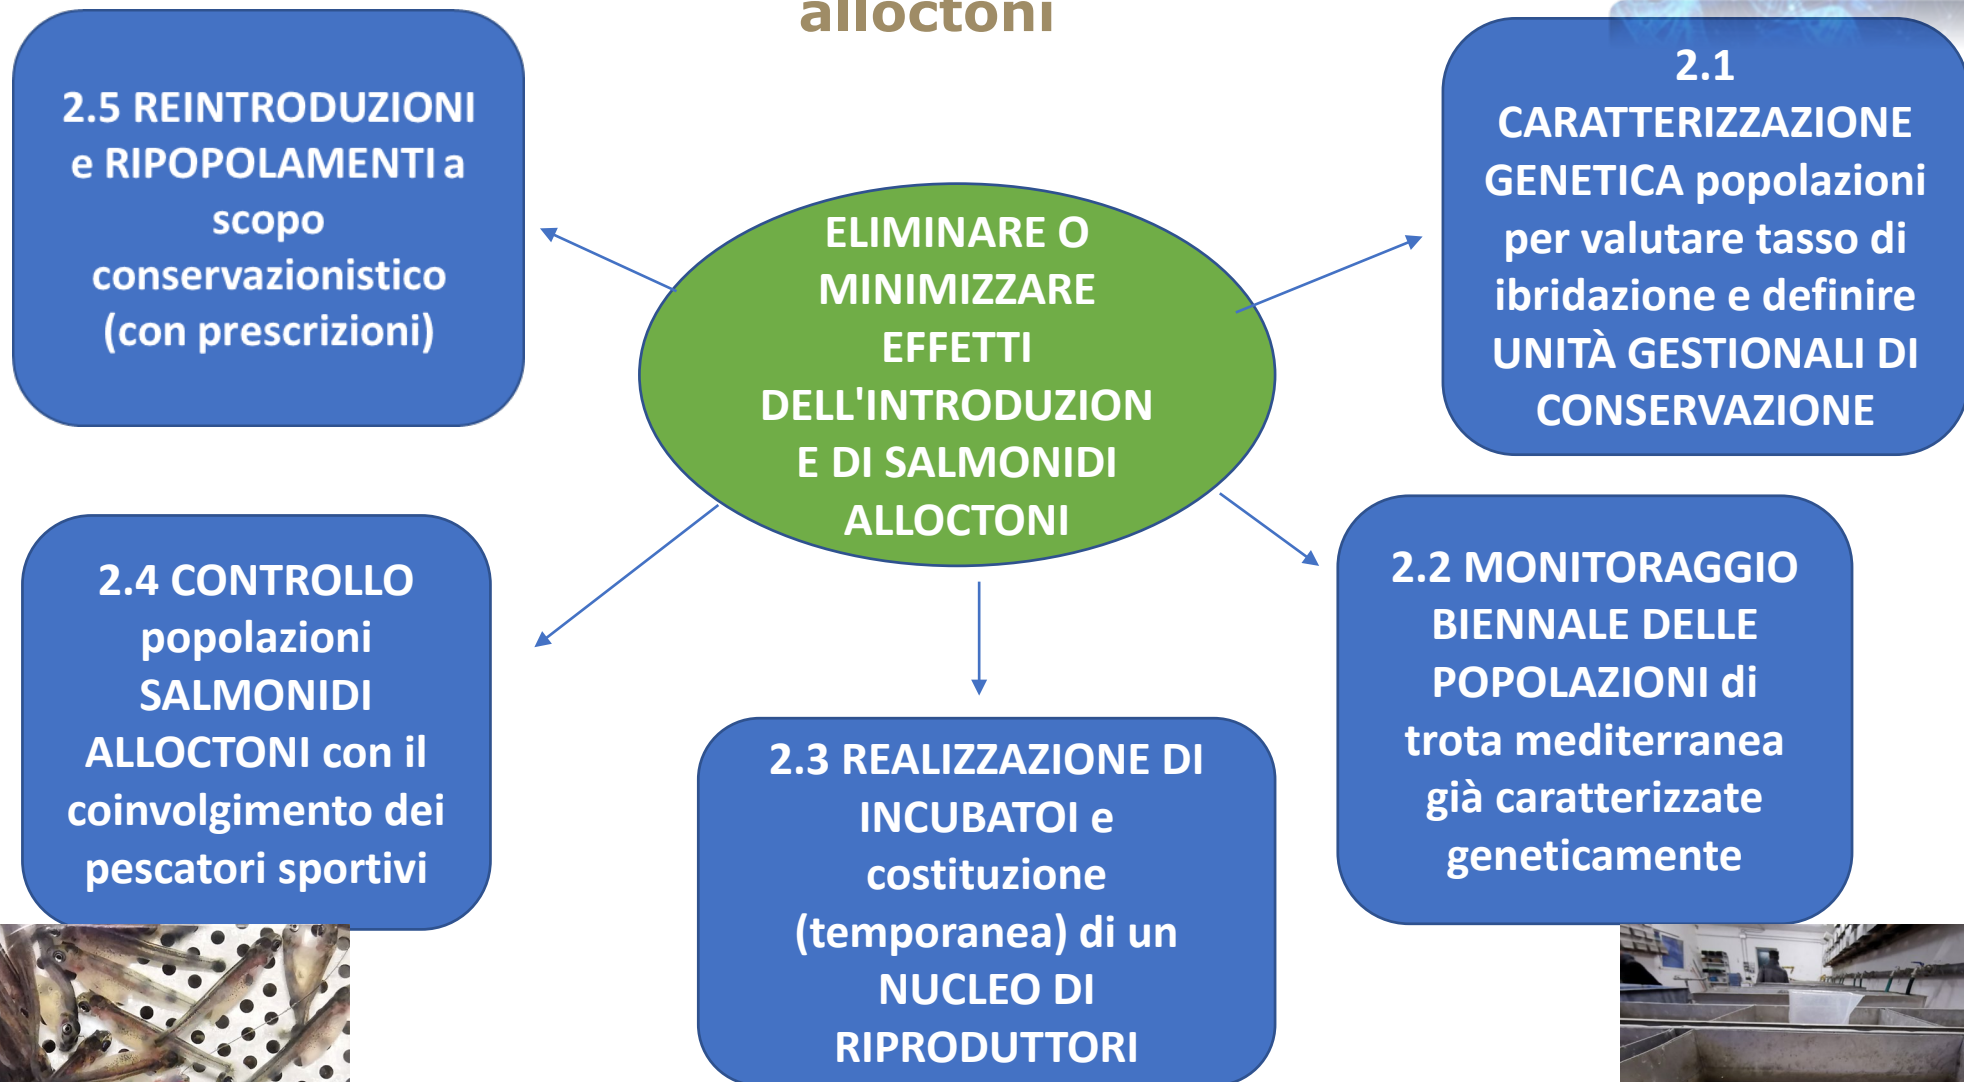 alloctoni
2.5 REINTRODUZIONI
e RIPOPOLAMENTI a
scopo
conservazionistico
(con prescrizioni)
ELIMINARE O
MINIMIZZARE
EFFETTI
DELL'INTRODUZION
E DI SALMONIDI
ALLOCTONI
2.1
CARATTERIZZAZIONE
GENETICA popolazioni
per valutare tasso di
ibridazione e definire
UNITÀ GESTIONALI DI
CONSERVAZIONE
2.4 CONTROLLO
popolazioni
SALMONIDI
ALLOCTONI con il
coinvolgimento dei
pescatori sportivi
2.3 REALIZZAZIONE DI
INCUBATOI e
costituzione
(temporanea) di un
NUCLEO DI
RIPRODUTTORI
2.2 MONITORAGGIO
BIENNALE DELLE
POPOLAZIONI di
trota mediterranea
già caratterizzate
geneticamente